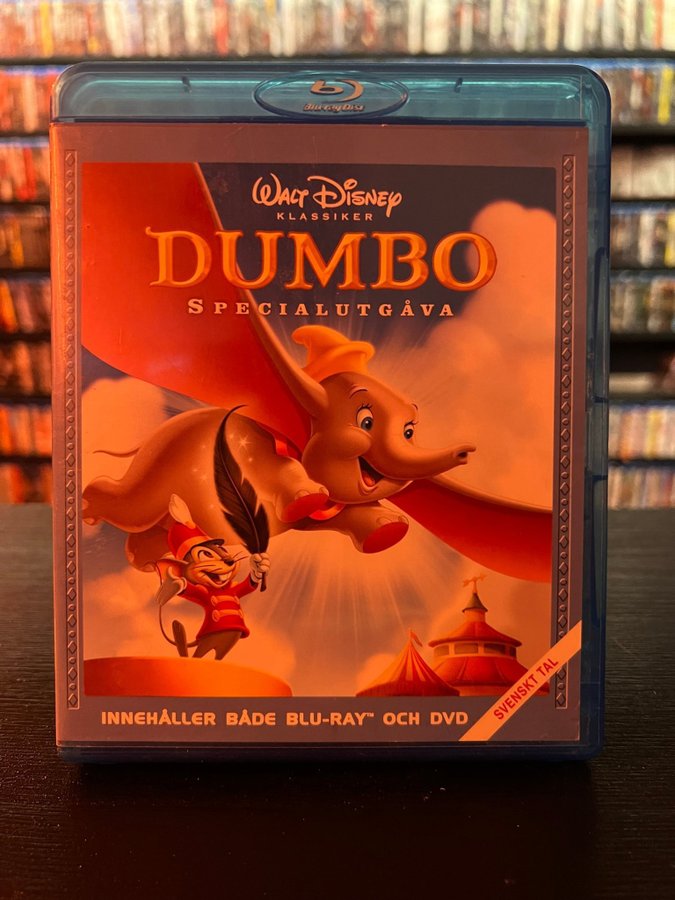 Blu-ray Disc
WALT DISNEY
KLASSIKER
DUMBO
SPECIALUTGÅVA
INNEHÅLLER BÅDE BLU-RAY™ OCH DVD
SVENSKT TAL